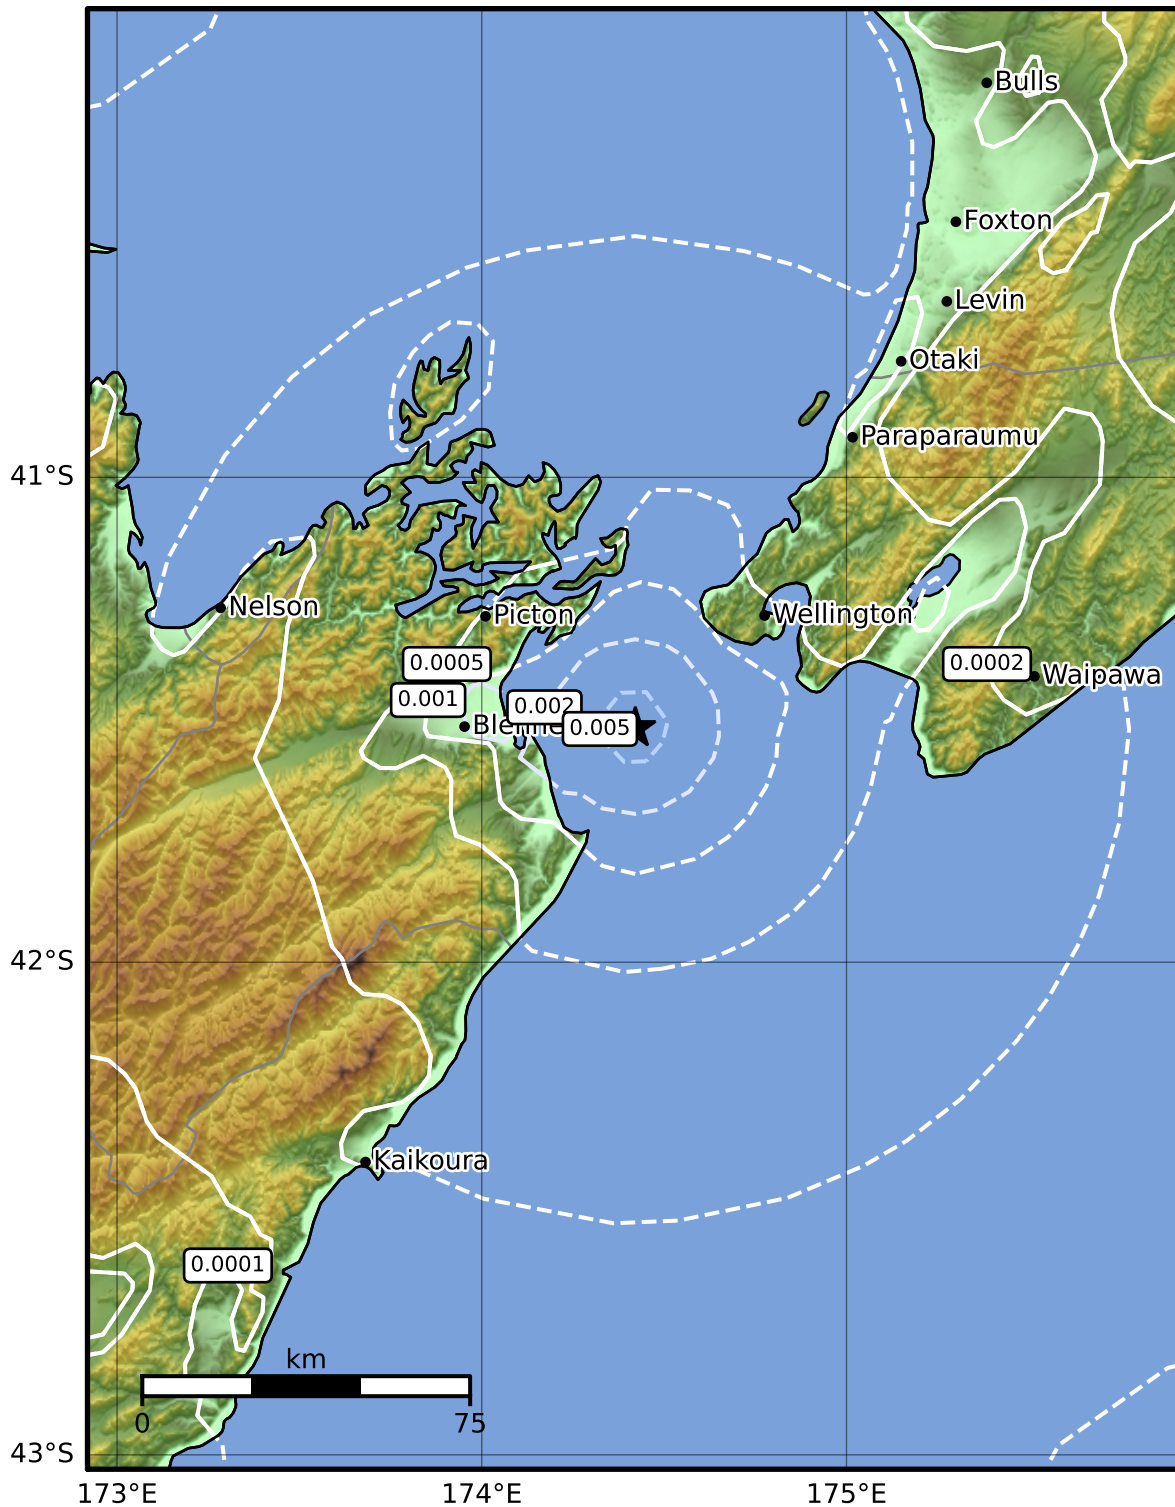 Bulls
Foxton
Levin
Otaki
Paraparaumu
41°S
Nelson
Picton
Wellington
0.0005
0.0002
Waipawa
0.001
0.002
0.005
42°S
Kaikoura
0.0001
km
0
75
43°S
173°E
174°E
175°E